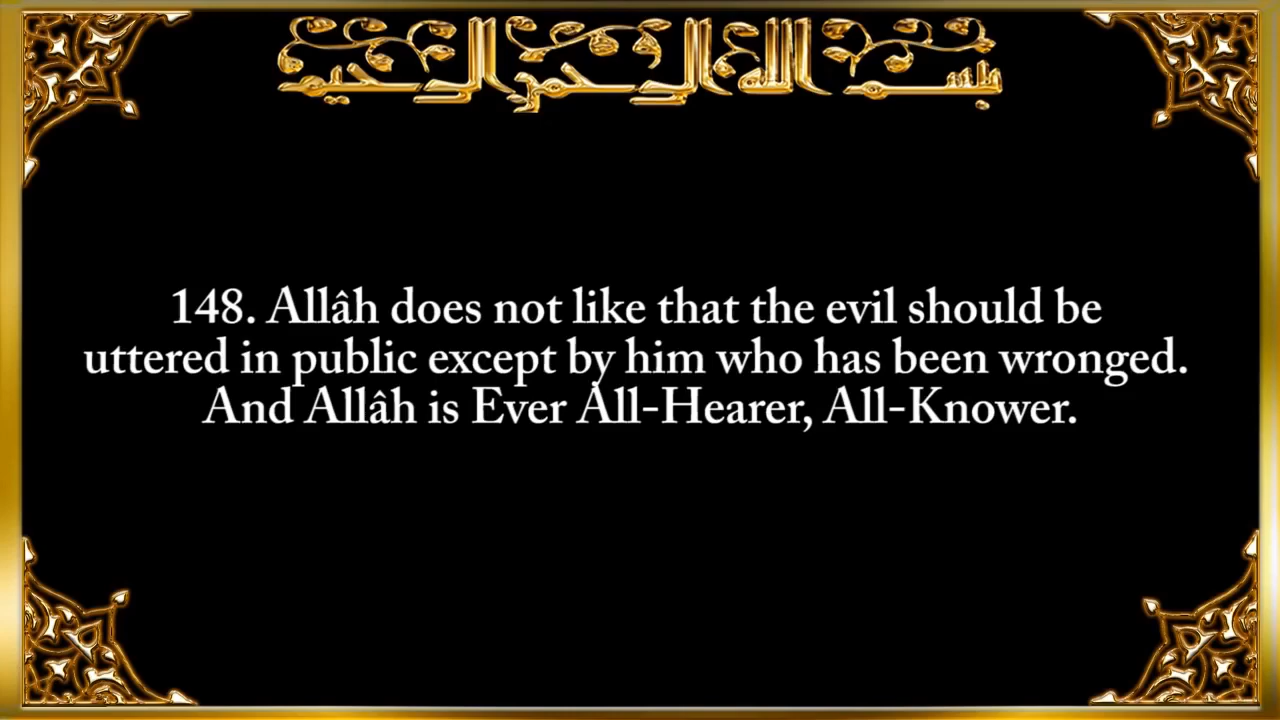 بسم الله الرحمن الرحيم
148. Allâh does not like that the evil should be
uttered in public except by him who has been wronged.
And Allâh is Ever All-Hearer, All-Knower.